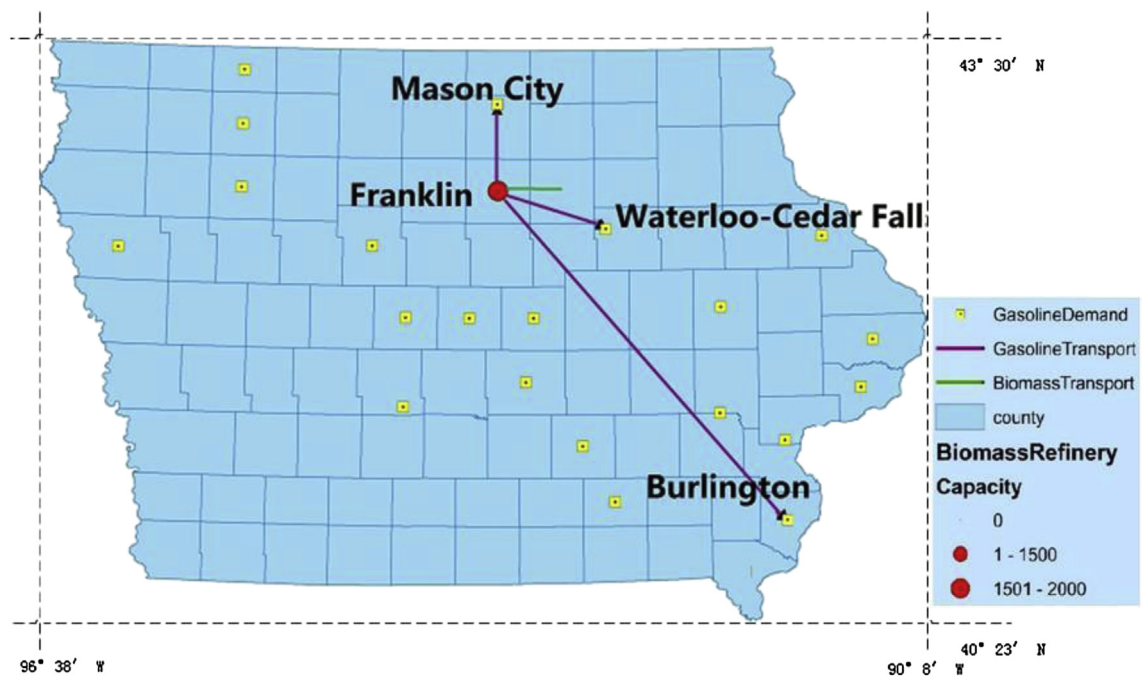 43° 30′ N
Mason City
Franklin
Waterloo-Cedar Fall
GasolineDemand
GasolineTransport
BiomassTransport
county
BiomassRefinery
Capacity
0
1 - 1500
1501 - 2000
Burlington
40° 23′ N
96° 38′ W
90° 8′ W